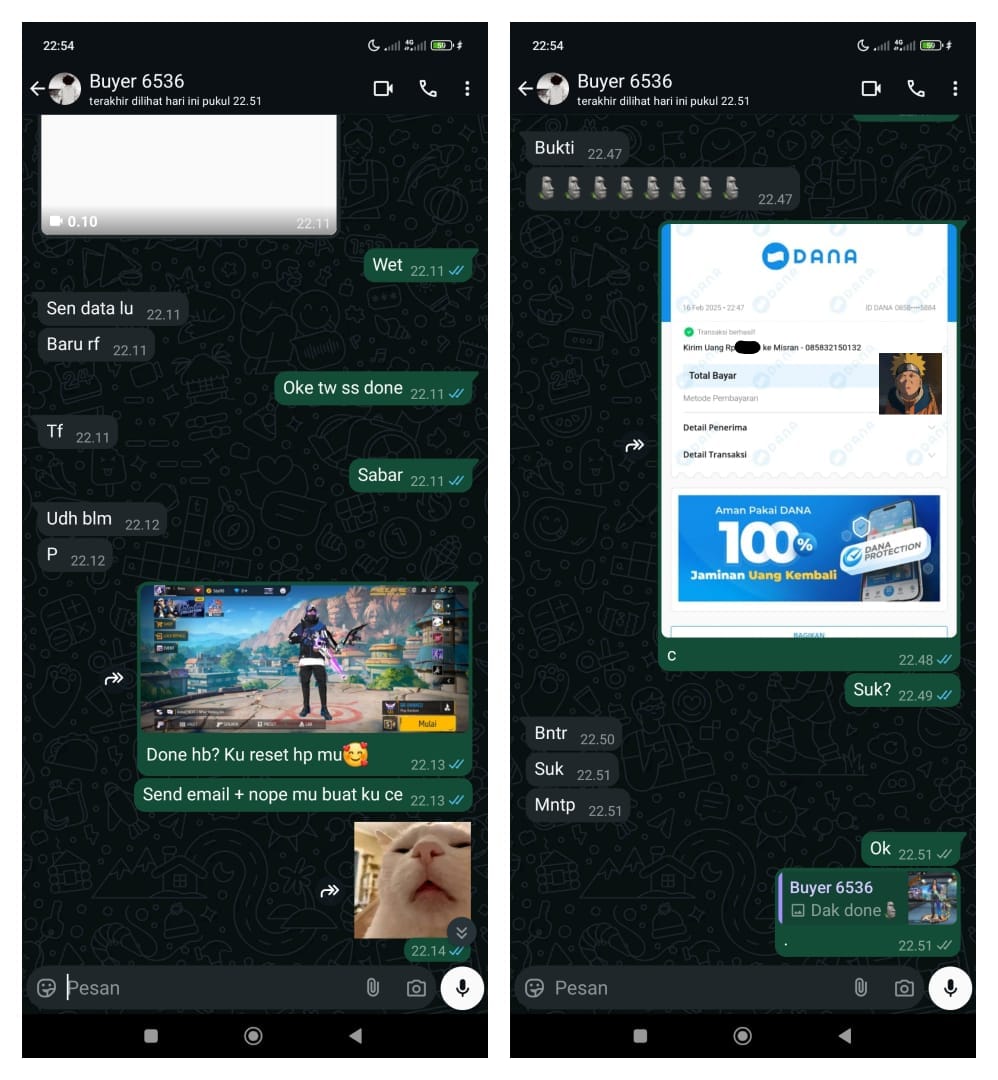 22:54
4G
59
Buyer 6536
terakhir dilihat hari ini pukul 22.51
0.10
22.11
Wet 22.11
Sen data lu 22.11
Baru rf 22.11
Oke tw ss done 22.11
Tf 22.11
Sabar 22.11
Udh blm 22.12
P 22.12
Mulai
Done hb? Ku reset hp mu🥰
22.13
Send email + nope mu buat ku ce 22.13
22.14
Pesan
22:54
4G
59
Buyer 6536
terakhir dilihat hari ini pukul 22.51
Bukti 22.47
🗿🗿🗿🗿🗿🗿🗿🗿 22.47
DANA
16 Feb 2025 • 22:47
ID DANA 0858••••5884
Transaksi berhasil!
Kirim Uang Rp ke Misran - 085832150132
Total Bayar
Metode Pembayaran
Detail Penerima
Detail Transaksi
Aman Pakai DANA
100%
Jaminan Uang Kembali
DANA PROTECTION
BAGIKAN
C
22.48
Suk? 22.49
Bntr 22.50
Suk 22.51
Mntp 22.51
Ok 22.51
Buyer 6536
Dak done🗿
. 22.51
Pesan